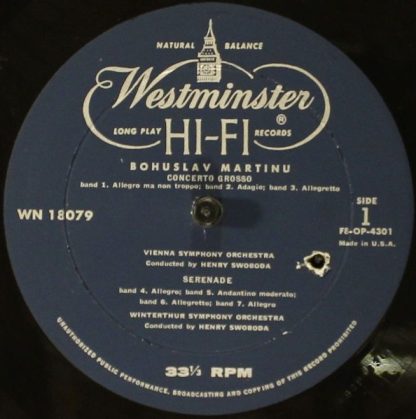 NATURAL BALANCE
Westminster
®
LONG PLAY HI-FI RECORDS
BOHUSLAV MARTINU
CONCERTO GROSSO
band 1. Allegro ma non troppo; band 2. Adagio; band 3. Allegretto
WN 18079
SIDE
1
FE-OP-4301
Made in U.S.A.
VIENNA SYMPHONY ORCHESTRA
Conducted by HENRY SWOBODA
SERENADE
band 4. Allegro; band 5. Andantino moderato;
band 6. Allegretto; band 7. Allegro
WINTERTHUR SYMPHONY ORCHESTRA
Conducted by HENRY SWOBODA
33⅓ RPM
UNAUTHORIZED PUBLIC PERFORMANCE, BROADCASTING AND COPYING OF THIS RECORD PROHIBITED